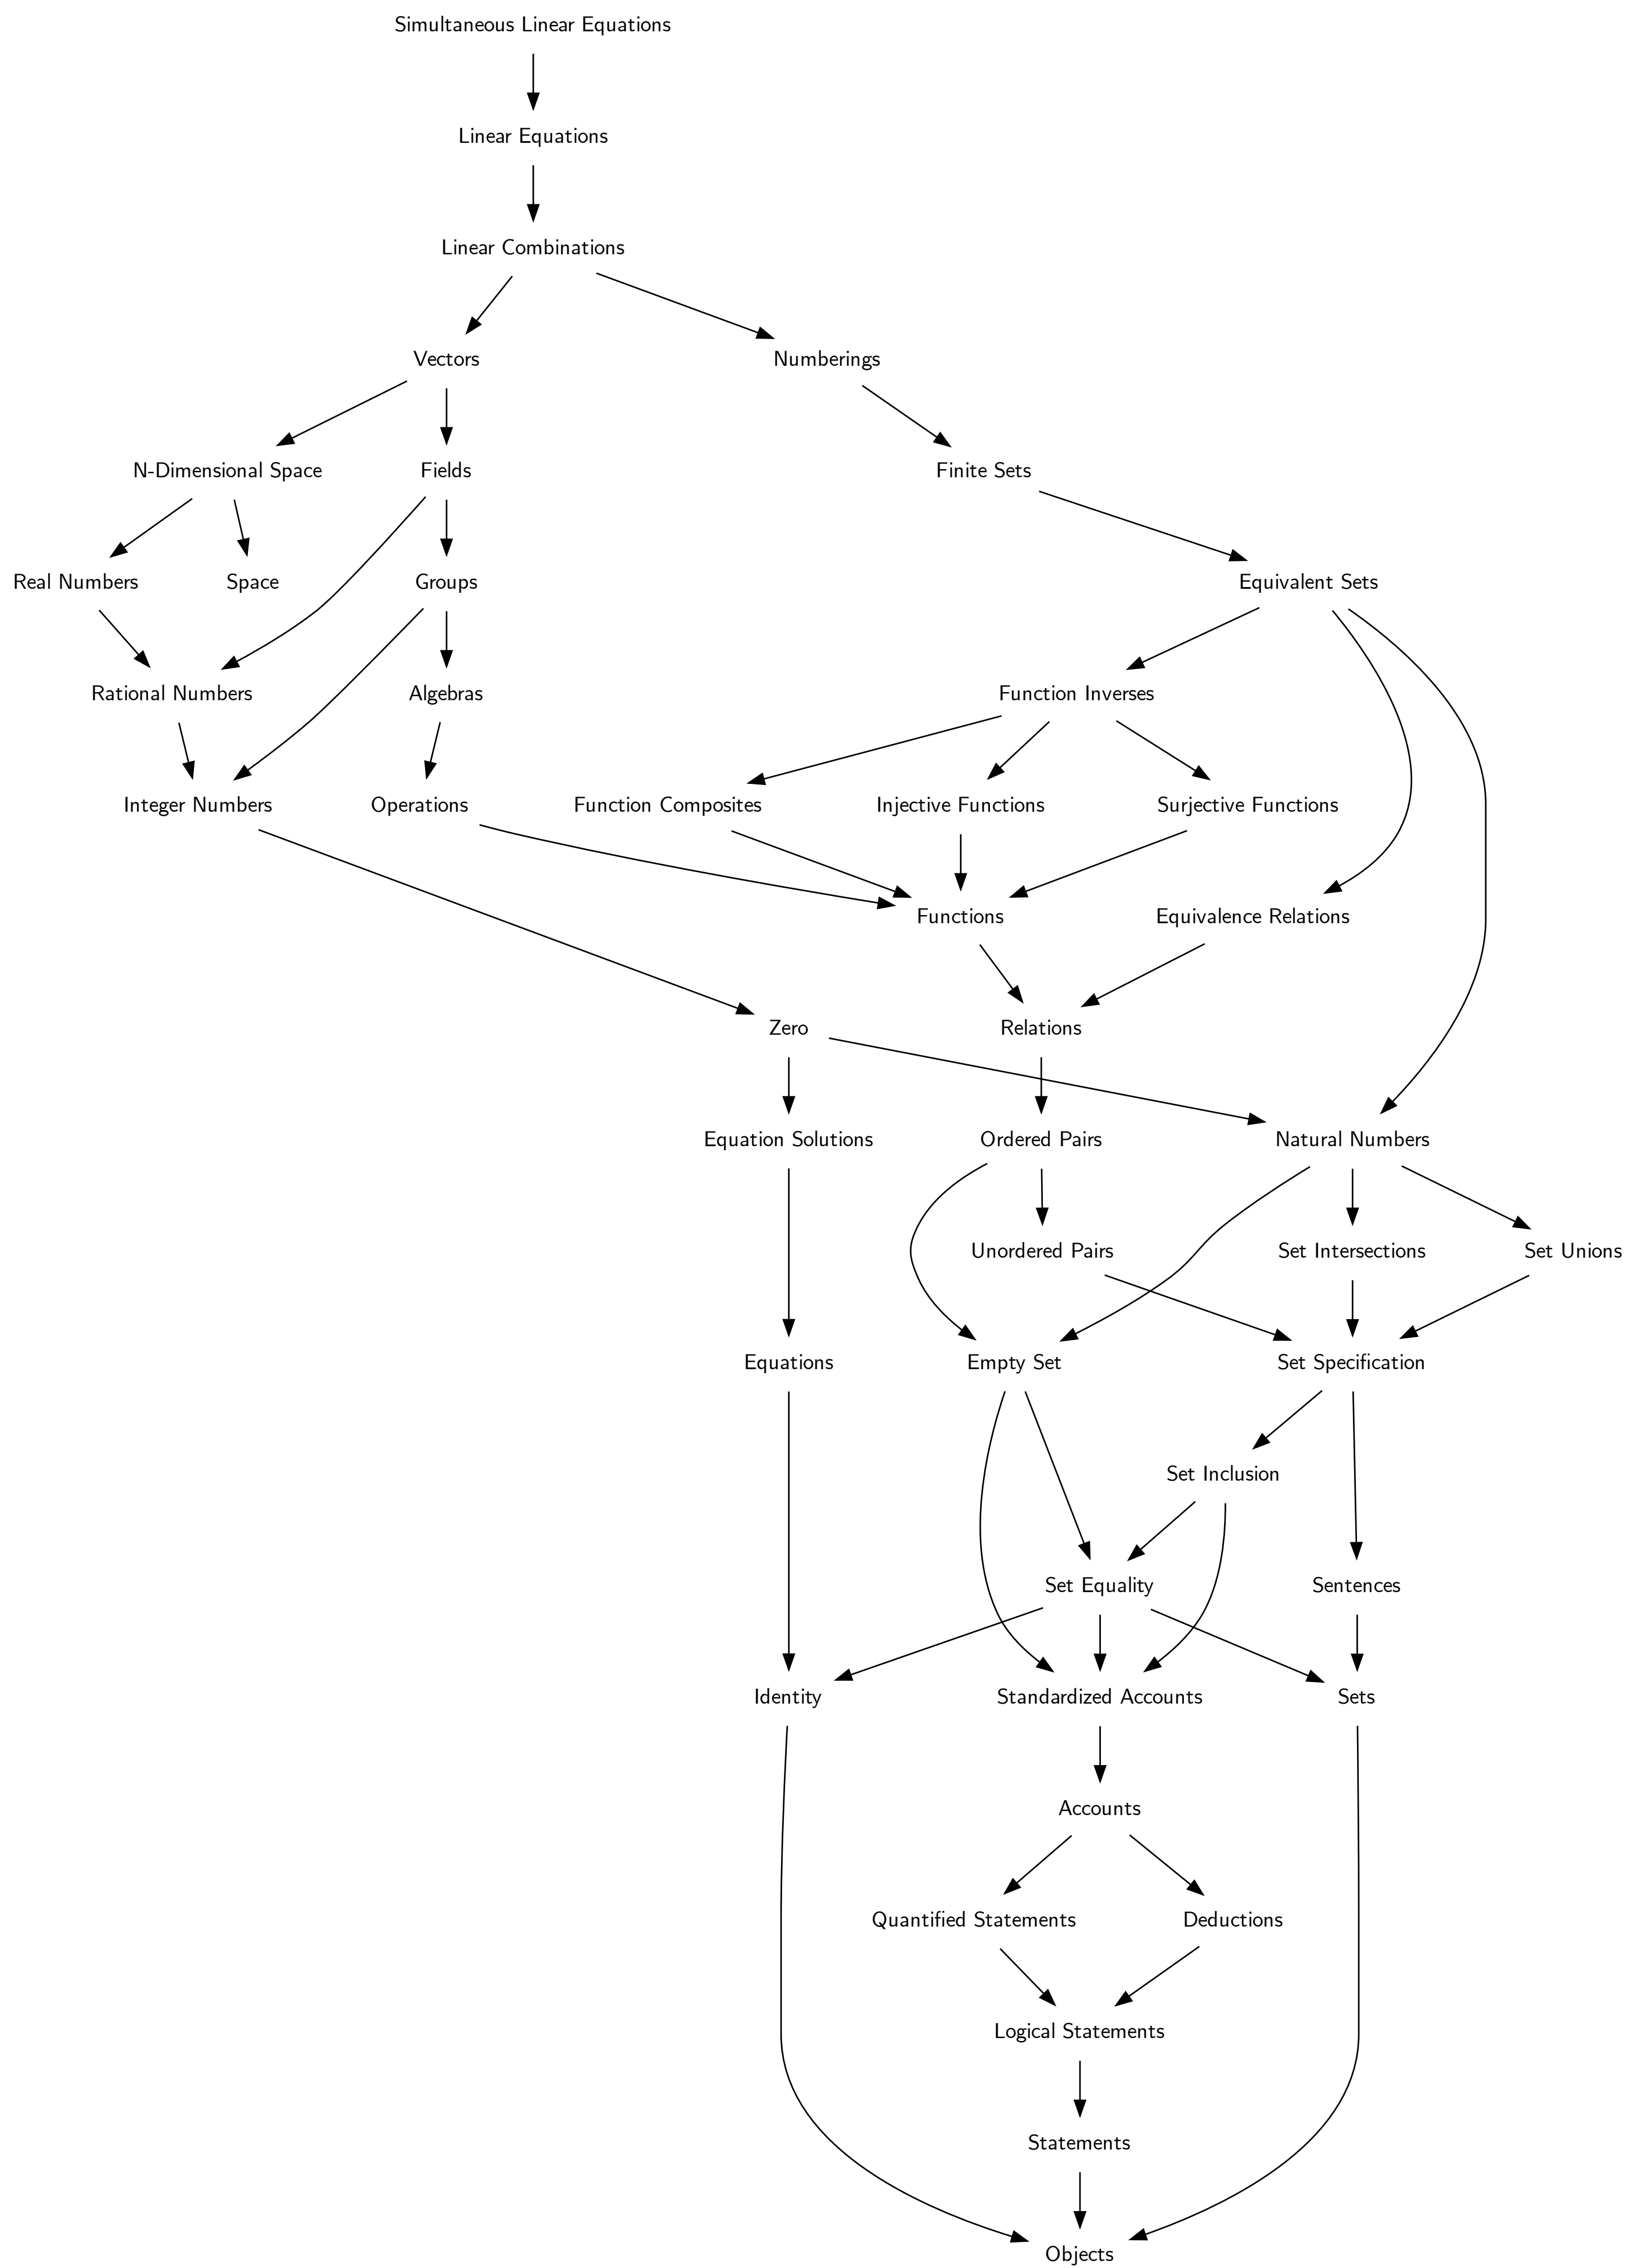 Simultaneous Linear Equations
Linear Equations
Linear Combinations
Vectors
Numberings
N-Dimensional Space
Fields
Finite Sets
Real Numbers
Space
Groups
Equivalent Sets
Rational Numbers
Algebras
Function Inverses
Integer Numbers
Operations
Function Composites
Injective Functions
Surjective Functions
Functions
Equivalence Relations
Zero
Relations
Equation Solutions
Ordered Pairs
Natural Numbers
Unordered Pairs
Set Intersections
Set Unions
Equations
Empty Set
Set Specification
Set Inclusion
Set Equality
Sentences
Identity
Standardized Accounts
Sets
Accounts
Quantified Statements
Deductions
Logical Statements
Statements
Objects